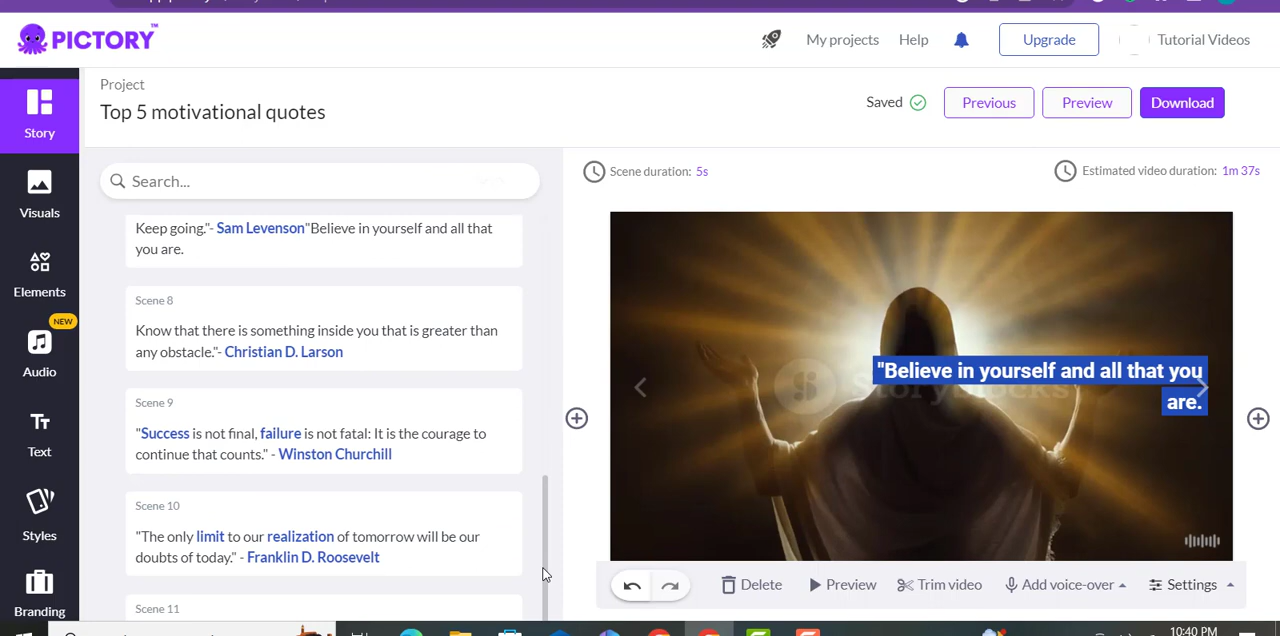 PICTORY™
My projects
Help
Upgrade
Tutorial Videos
Project
Top 5 motivational quotes
Saved
Previous
Preview
Download
Story
Visuals
Elements
NEW
Audio
Text
Styles
Branding
Search...
Keep going."- Sam Levenson"Believe in yourself and all that
you are.
Scene 8
Know that there is something inside you that is greater than
any obstacle."- Christian D. Larson
Scene 9
"Success is not final, failure is not fatal: It is the courage to
continue that counts." - Winston Churchill
Scene 10
"The only limit to our realization of tomorrow will be our
doubts of today." - Franklin D. Roosevelt
Scene 11
Scene duration: 5s
Estimated video duration: 1m 37s
"Believe in yourself and all that you
are.
Storyblocks
Delete
Preview
Trim video
Add voice-over
Settings
10:40 PM